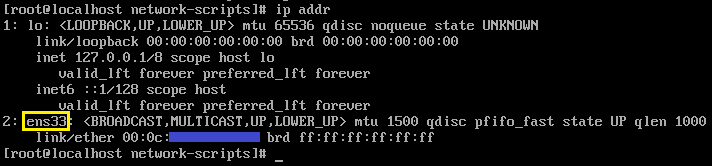 [root@localhost network-scripts]# ip addr
1: lo: <LOOPBACK,UP,LOWER_UP> mtu 65536 qdisc noqueue state UNKNOWN
link/loopback 00:00:00:00:00:00 brd 00:00:00:00:00:00
inet 127.0.0.1/8 scope host lo
valid_lft forever preferred_lft forever
inet6 ::1/128 scope host
valid_lft forever preferred_lft forever
2: ens33: <BROADCAST,MULTICAST,UP,LOWER_UP> mtu 1500 qdisc pfifo_fast state UP qlen 1000
link/ether 00:0c: brd ff:ff:ff:ff:ff:ff
[root@localhost network-scripts]# _